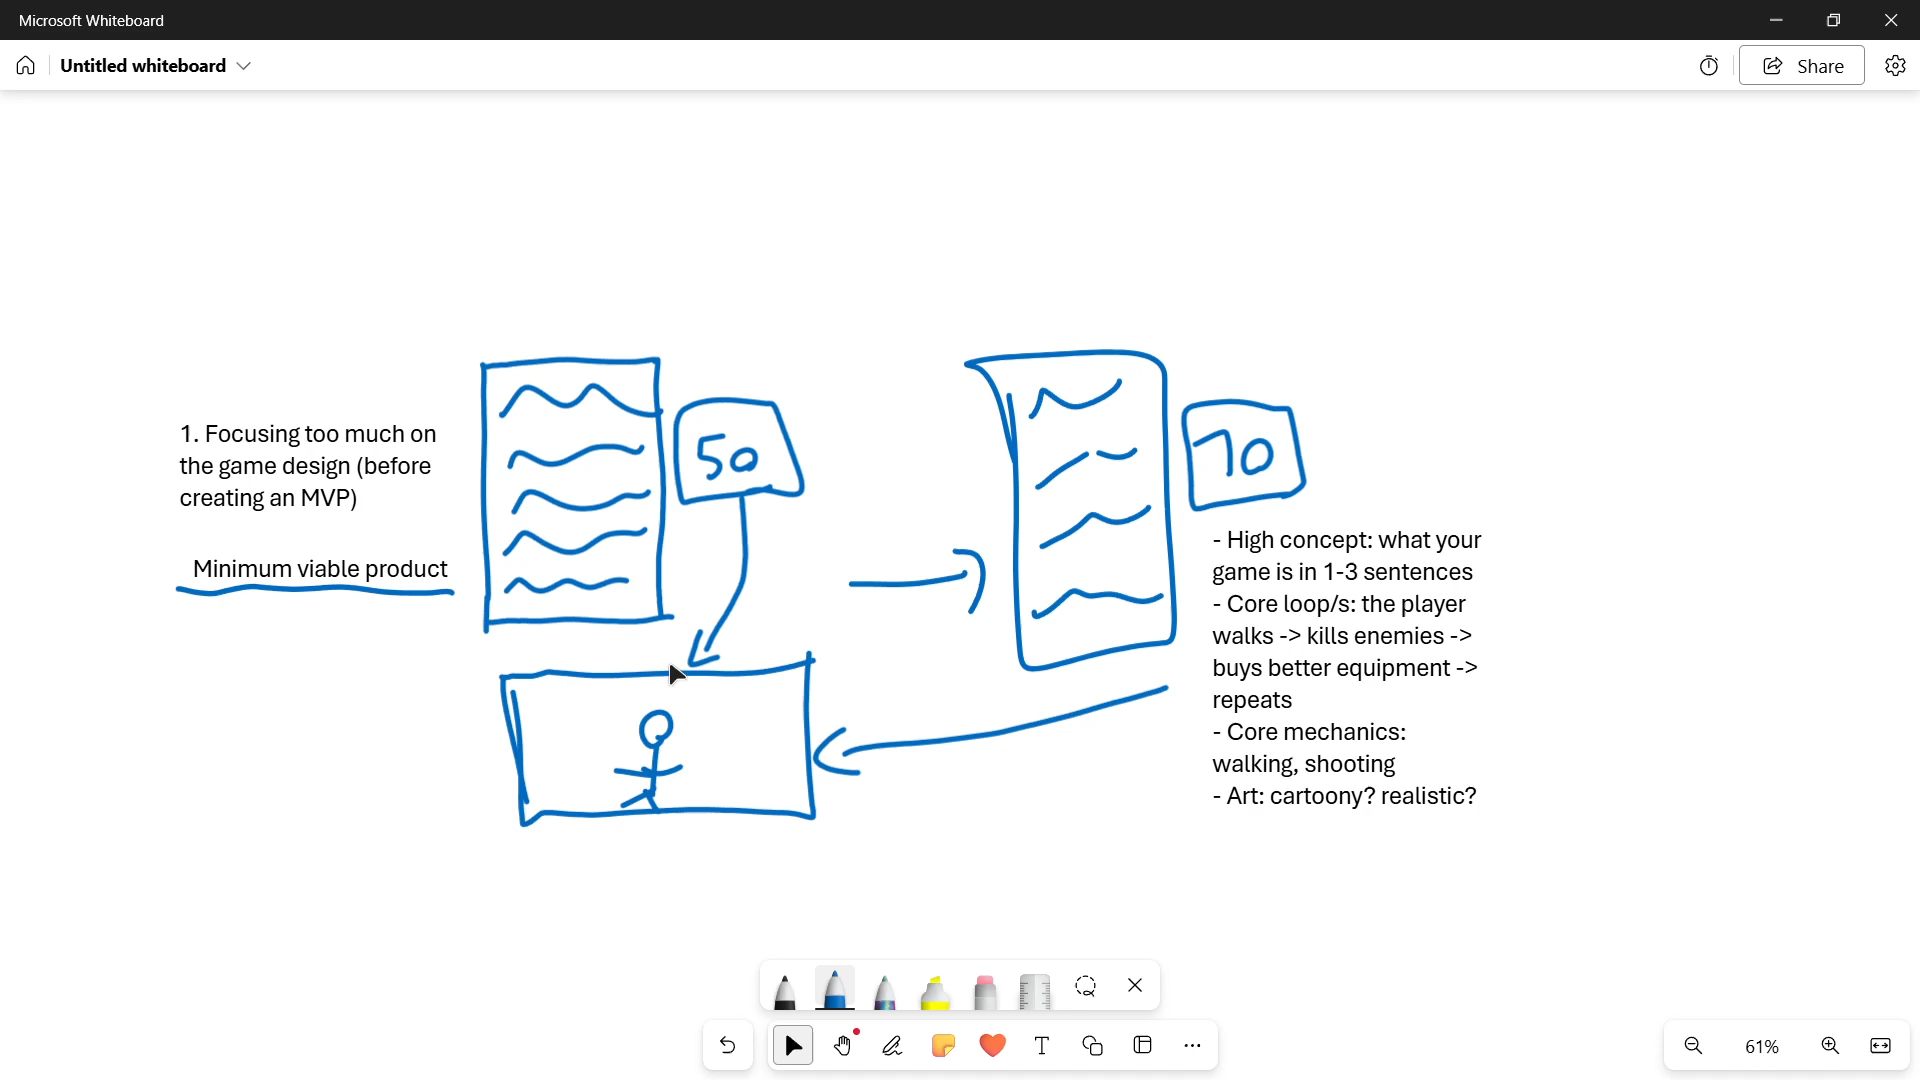 Microsoft Whiteboard
Untitled whiteboard
Share
1. Focusing too much on
the game design (before
creating an MVP)
Minimum viable product
50
70
- High concept: what your
game is in 1-3 sentences
- Core loop/s: the player
walks -> kills enemies ->
buys better equipment ->
repeats
- Core mechanics:
walking, shooting
- Art: cartoony? realistic?
61%